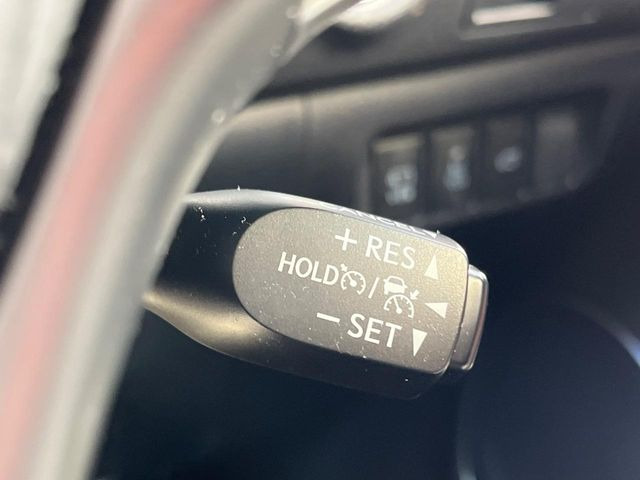 + RES
HOLD /
- SET